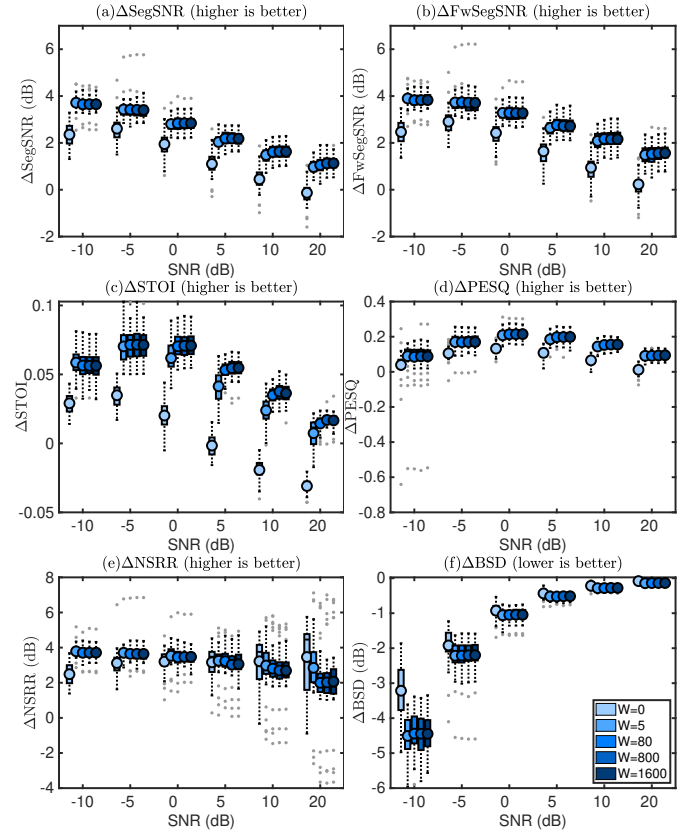 (a)ΔSegSNR (higher is better)
6
4
2
0
-2
ΔSegSNR (dB)
-10 -5 0 5 10 20
SNR (dB)
(b)ΔFwSegSNR (higher is better)
6
4
2
0
-2
ΔFwSegSNR (dB)
-10 -5 0 5 10 20
SNR (dB)
(c)ΔSTOI (higher is better)
0.1
0.05
0
-0.05
ΔSTOI
-10 -5 0 5 10 20
SNR (dB)
(d)ΔPESQ (higher is better)
0.4
0.2
0
-0.2
-0.4
-0.6
-0.8
ΔPESQ
-10 -5 0 5 10 20
SNR (dB)
(e)ΔNSRR (higher is better)
8
6
4
2
0
-2
-4
ΔNSRR (dB)
-10 -5 0 5 10 20
SNR (dB)
(f)ΔBSD (lower is better)
0
-1
-2
-3
-4
-5
-6
ΔBSD (dB)
-10 -5 0 5 10 20
SNR (dB)
W=0
W=5
W=80
W=800
W=1600